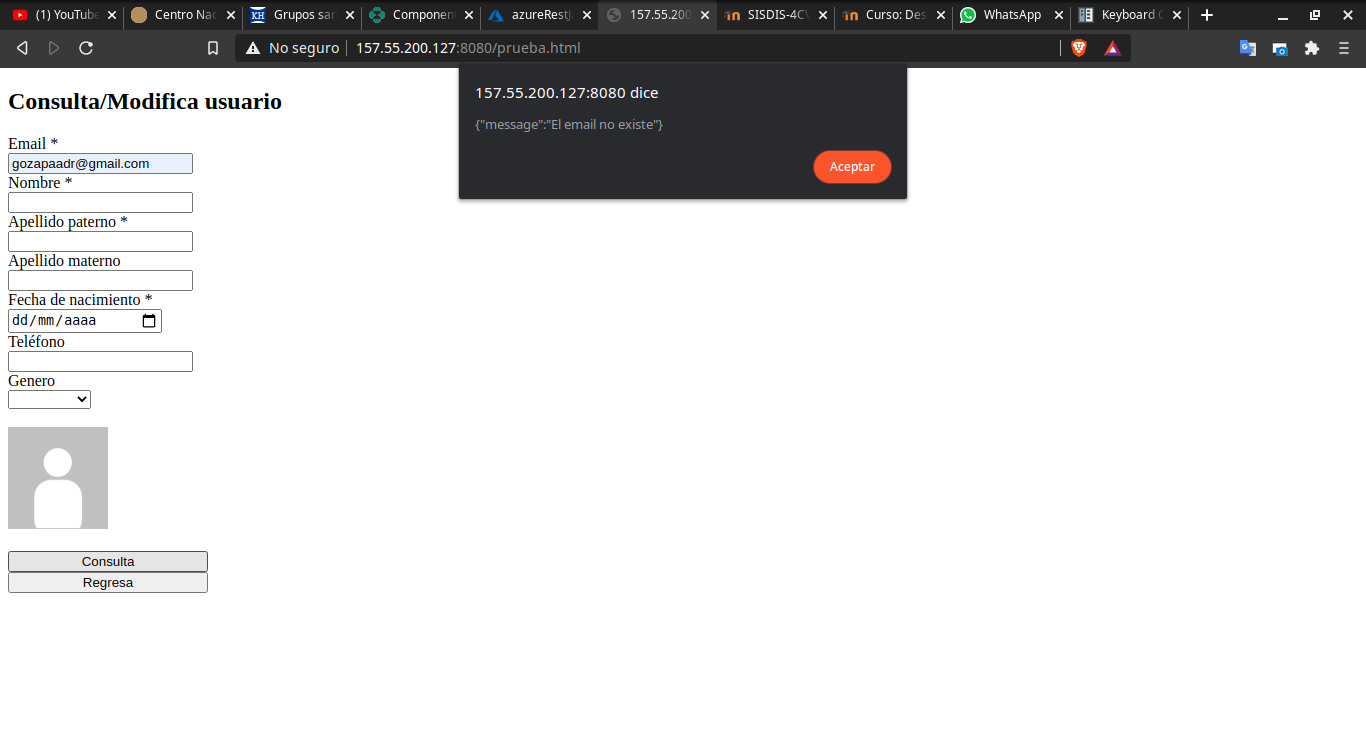 (1) YouTube
Centro Nac
Grupos san
Component
azureRest
157.55.200
SISDIS-4C
Curso: Des
WhatsApp
Keyboard C
No seguro
157.55.200.127:8080/prueba.html
157.55.200.127:8080 dice
{"message":"El email no existe"}
Aceptar
Consulta/Modifica usuario
Email *
gozapaadr@gmail.com
Nombre *
Apellido paterno *
Apellido materno
Fecha de nacimiento *
dd/mm/aaaa
Teléfono
Genero
Consulta
Regresa